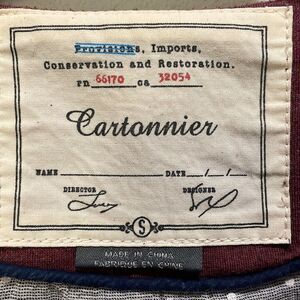 Provisions, Imports,
Conservation and Restoration.
rn 66170 ca 32054
Cartonnier
NAME DATE / /
DIRECTOR DESIGNER
S
MADE IN CHINA
FABRIQUÉ EN CHINE